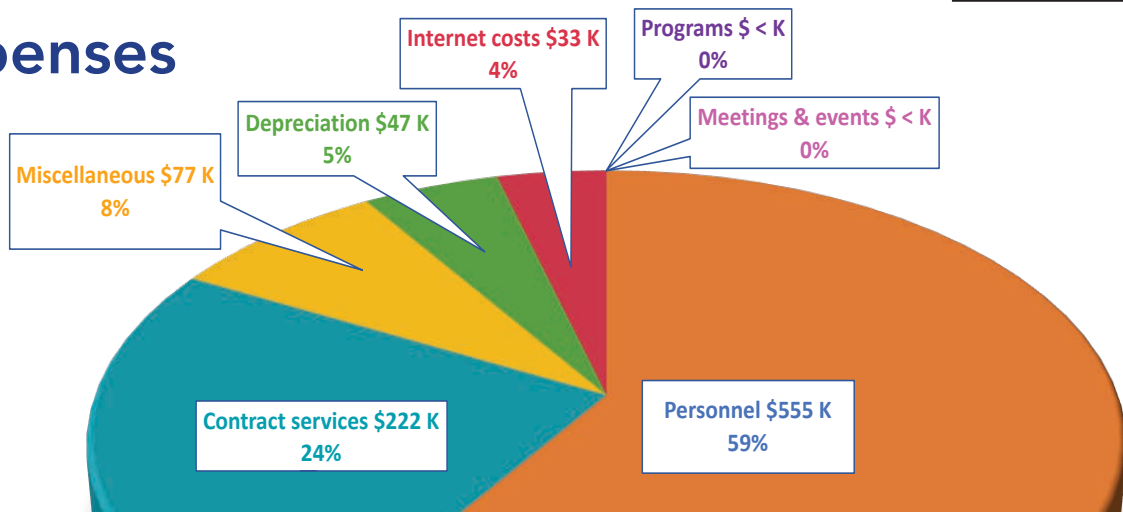 penses
Internet costs $33 K
4%
Programs $ < K
0%
Depreciation $47 K
5%
Meetings & events $ < K
0%
Miscellaneous $77 K
8%
Contract services $222 K
24%
Personnel $555 K
59%